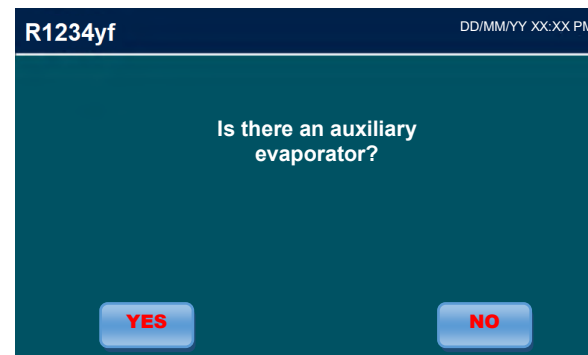 R1234yf
DD/MM/YY XX:XX PM
Is there an auxiliary
evaporator?
YES
NO